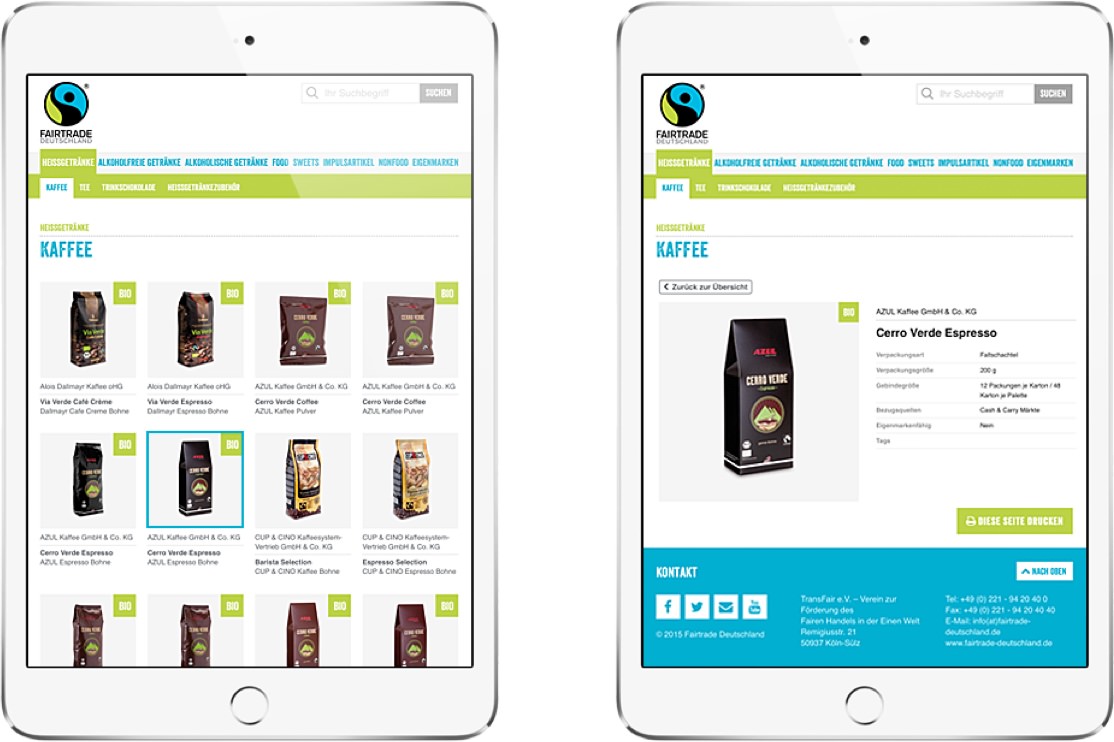 FAIRTRADE
DEUTSCHLAND
Ihr Suchbegriff SUCHEN
HEISSGETRÄNKE ALKOHOLFREIE GETRÄNKE ALKOHOLISCHE GETRÄNKE FOOD SWEETS IMPULSARTIKEL NONFOOD EIGENMARKEN
KAFFEE TEE TRINKSCHOKOLADE HEISSGETRÄNKEZUBEHÖR
HEISSGETRÄNKE
KAFFEE
BIO BIO BIO BIO
Alois Dallmayr Kaffee oHG
Via Verde Café Crème
Dallmayr Cafe Creme Bohne
Alois Dallmayr Kaffee oHG
Via Verde Espresso
Dallmayr Espresso Bohne
AZUL Kaffee GmbH & Co. KG
Cerro Verde Coffee
AZUL Kaffee Pulver
AZUL Kaffee GmbH & Co. KG
Cerro Verde Coffee
AZUL Kaffee Pulver
BIO BIO
AZUL Kaffee GmbH & Co. KG
Cerro Verde Espresso
AZUL Espresso Bohne
AZUL Kaffee GmbH & Co. KG
Cerro Verde Espresso
AZUL Espresso Bohne
CUP & CINO Kaffeesystem-
Vertrieb GmbH & Co. KG
Barista Selection
CUP & CINO Kaffee Bohne
CUP & CINO Kaffeesystem-
Vertrieb GmbH & Co. KG
Espresso Selection
CUP & CINO Espresso Bohne
BIO BIO BIO BIO
FAIRTRADE
DEUTSCHLAND
Ihr Suchbegriff SUCHEN
HEISSGETRÄNKE ALKOHOLFREIE GETRÄNKE ALKOHOLISCHE GETRÄNKE FOOD SWEETS IMPULSARTIKEL NONFOOD EIGENMARKEN
KAFFEE TEE TRINKSCHOKOLADE HEISSGETRÄNKEZUBEHÖR
HEISSGETRÄNKE
KAFFEE
Zurück zur Übersicht
BIO
AZUL
CERRO VERDE
AZUL Kaffee GmbH & Co. KG
Cerro Verde Espresso
Verpackungsart Faltschachtel
Verpackungsgröße 200 g
Gebindegröße 12 Packungen je Karton / 48
Karton je Palette
Bezugsquellen Cash & Carry Märkte
Eigenmarkenfähig Nein
Tags
DIESE SEITE DRUCKEN
KONTAKT
NACH OBEN
© 2015 Fairtrade Deutschland
TransFair e.V. – Verein zur
Förderung des
Fairen Handels in der Einen Welt
Remigiusstr. 21
50937 Köln-Sülz
Tel: +49 (0) 221 - 94 20 40 0
Fax: +49 (0) 221 - 94 20 40 40
E-Mail: info(at)fairtrade-
deutschland.de
www.fairtrade-deutschland.de